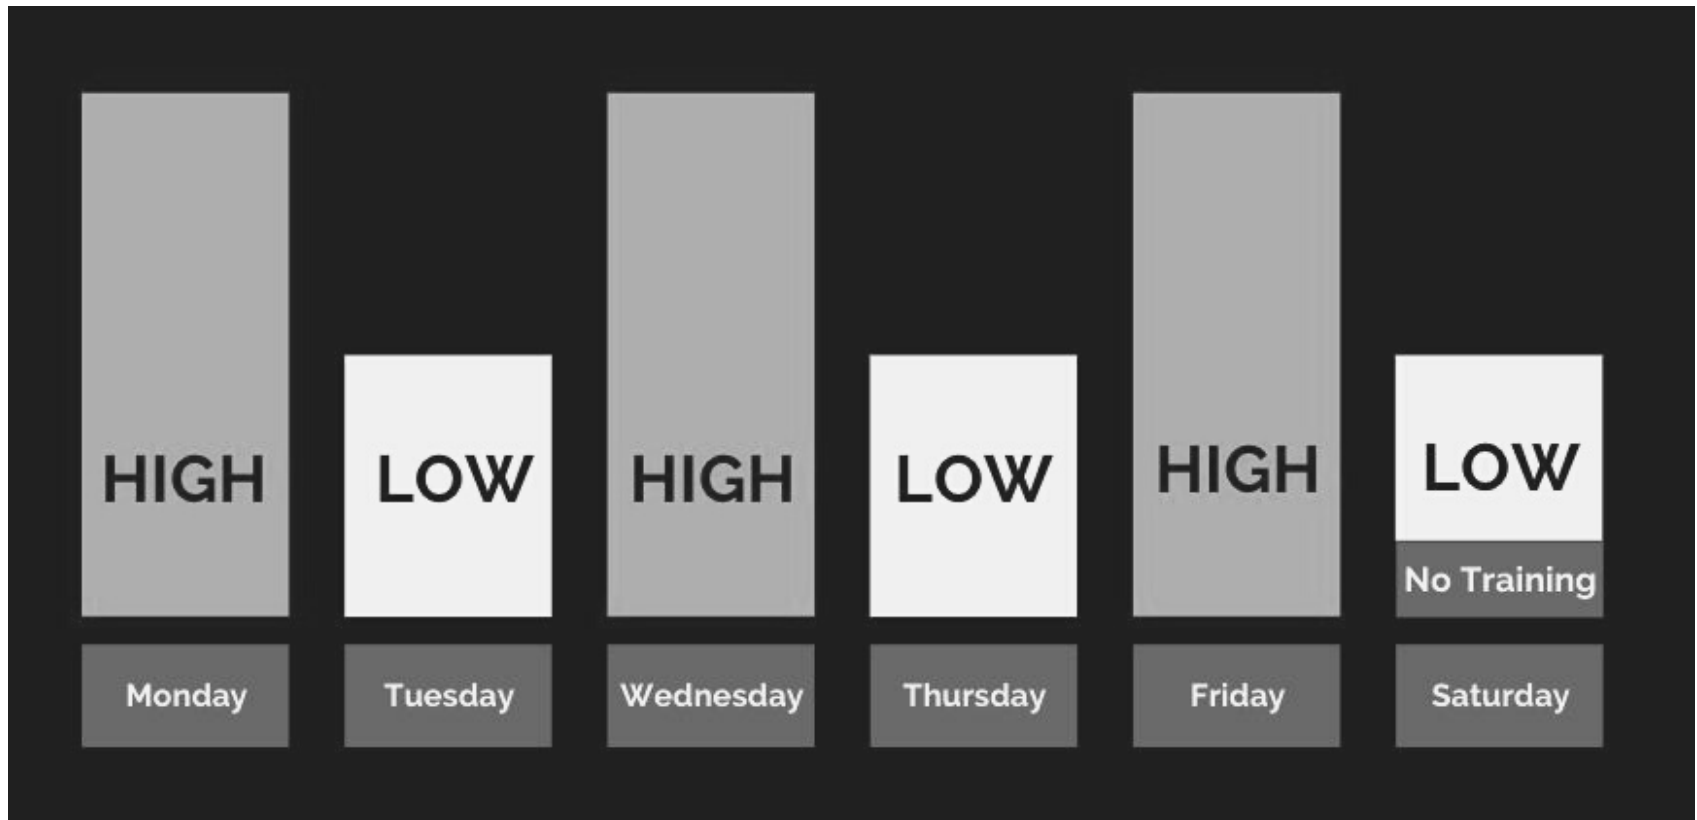 HIGH
LOW
HIGH
LOW
HIGH
LOW
No Training
Monday
Tuesday
Wednesday
Thursday
Friday
Saturday